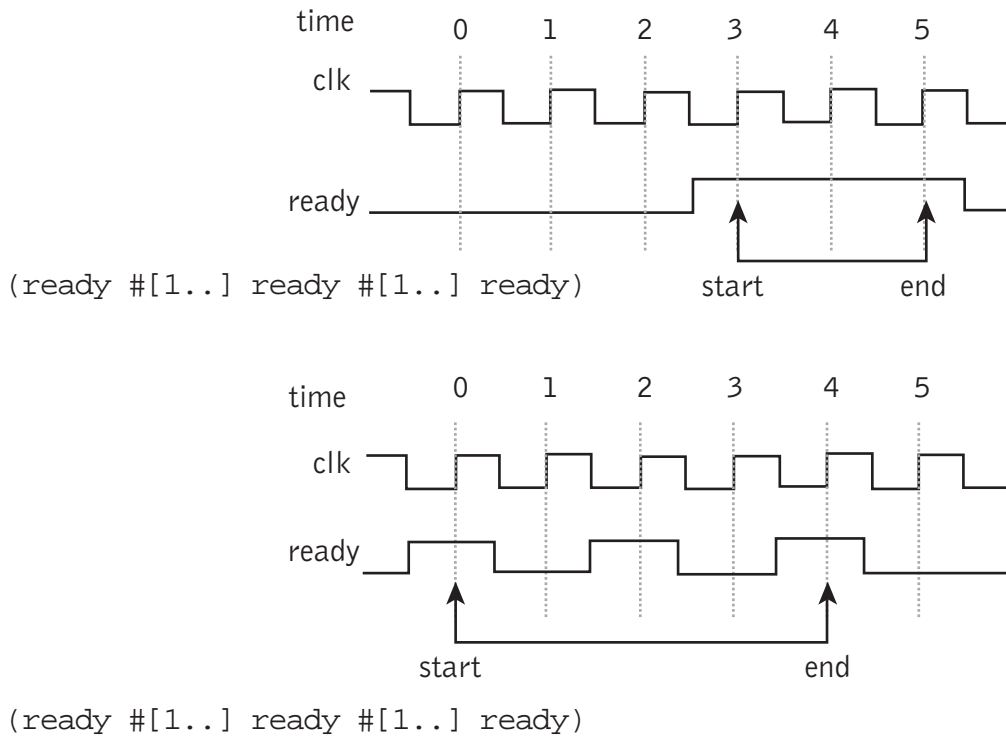 time 0 1 2 3 4 5
clk
ready
(ready #[1..] ready #[1..] ready) start end
time 0 1 2 3 4 5
clk
ready
start end
(ready #[1..] ready #[1..] ready)